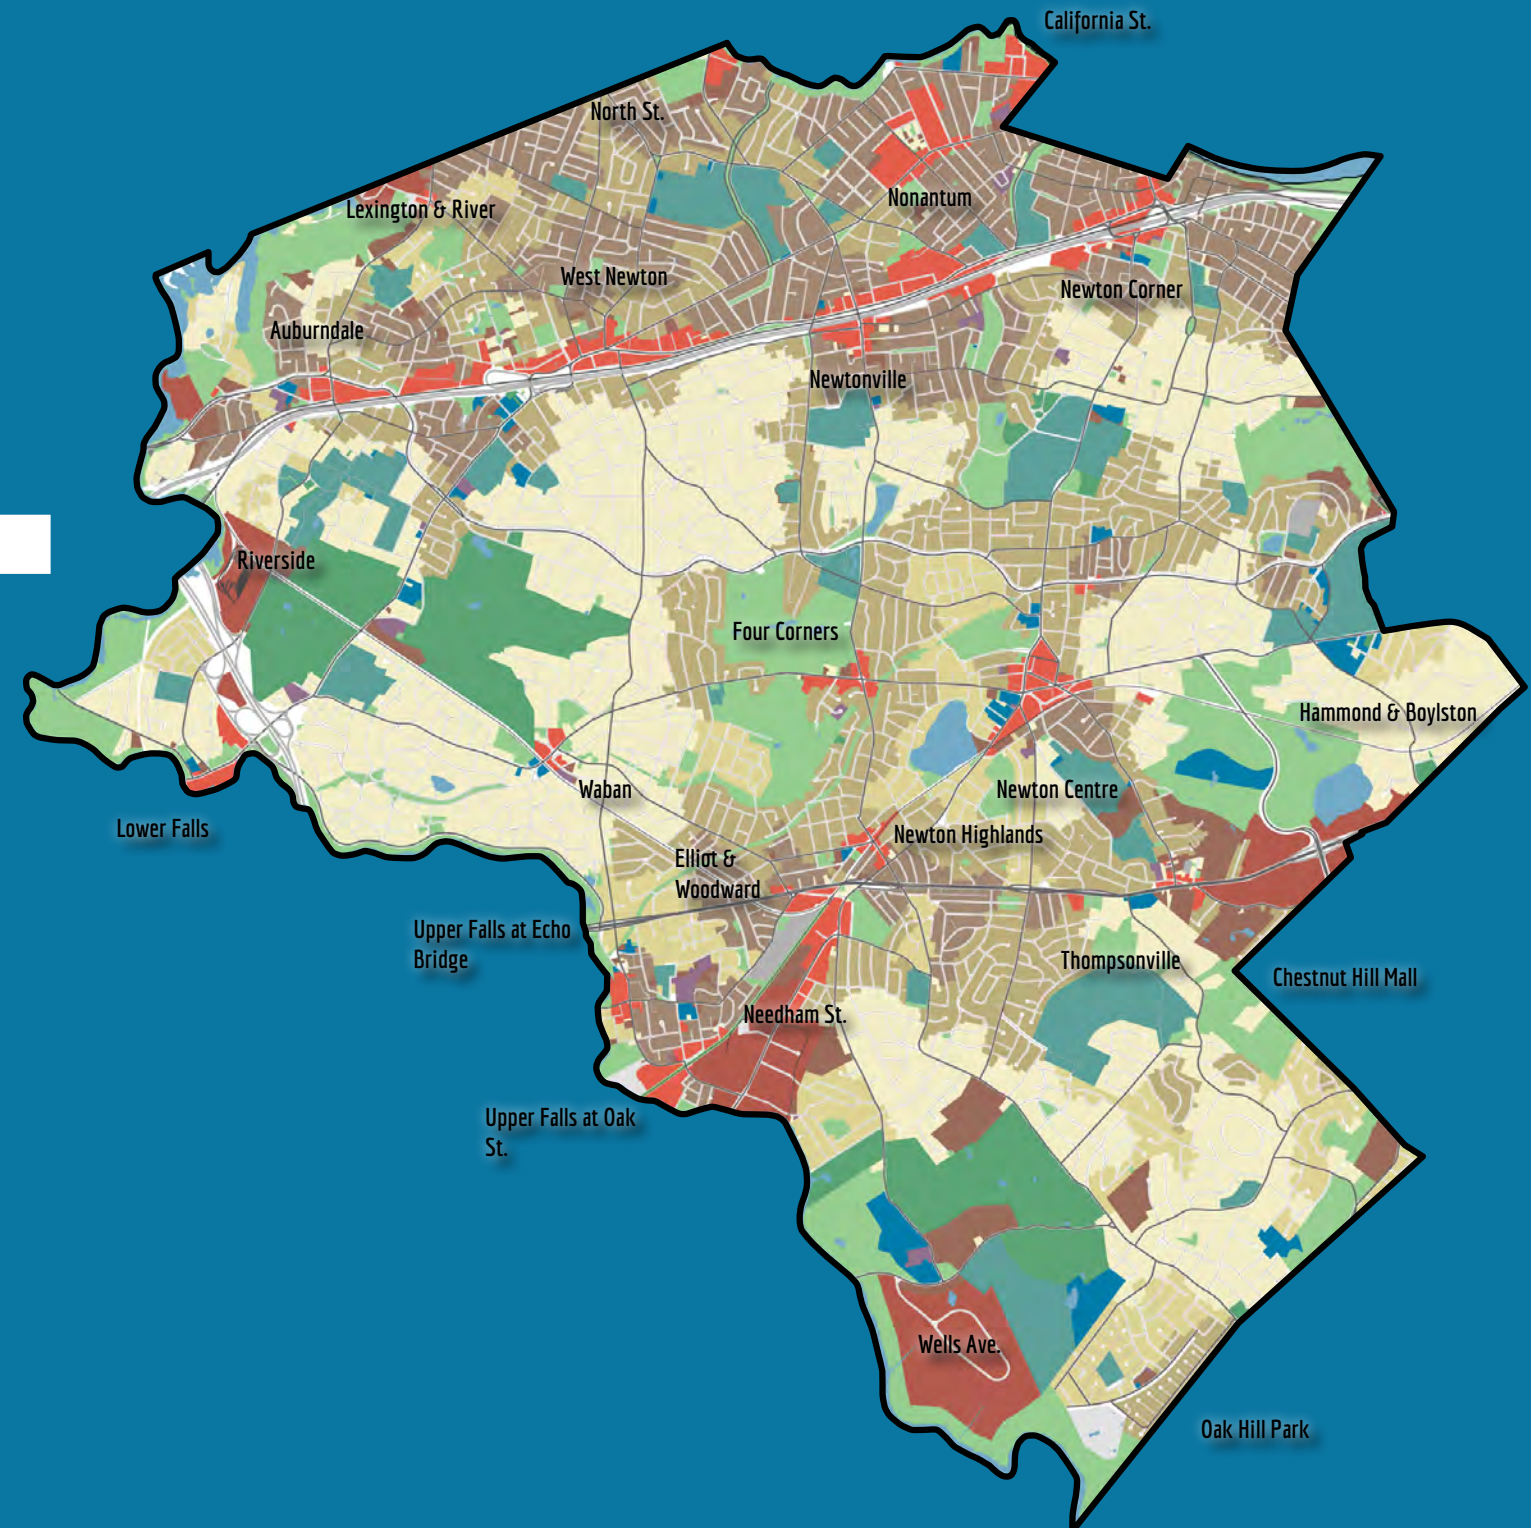 California St.
North St.
Nonantum
Lexington & River
West Newton
Newton Corner
Auburndale
Newtonville
Riverside
Four Corners
Hammond & Boylston
Waban
Newton Centre
Lower Falls
Newton Highlands
Elliot &
Woodward
Upper Falls at Echo
Bridge
Thompsonville
Chestnut Hill Mall
Needham St.
Upper Falls at Oak
St.
Wells Ave.
Oak Hill Park